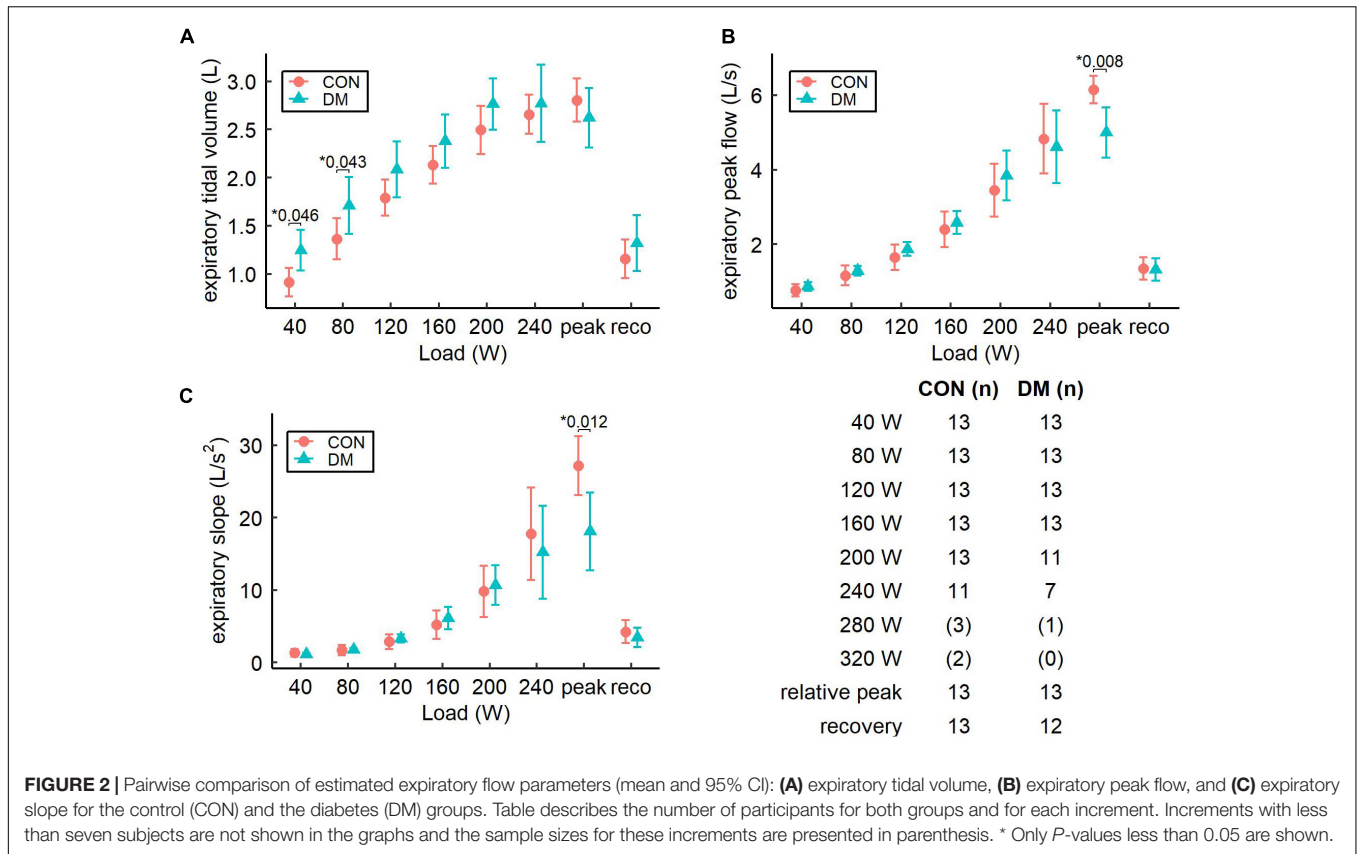 A
expiratory tidal volume (L)
3.0
2.5
2.0
1.5
1.0
CON
DM
*0.046
*0.043
40 80 120 160 200 240 peak reco
Load (W)
B
expiratory peak flow (L/s)
6
4
2
CON
DM
*0.008
40 80 120 160 200 240 peak reco
Load (W)
C
expiratory slope (L/s²)
30
20
10
0
CON
DM
*0.012
40 80 120 160 200 240 peak reco
Load (W)
CON (n) DM (n)
40 W 13 13
80 W 13 13
120 W 13 13
160 W 13 13
200 W 13 11
240 W 11 7
280 W (3) (1)
320 W (2) (0)
relative peak 13 13
recovery 13 12
FIGURE 2 | Pairwise comparison of estimated expiratory flow parameters (mean and 95% CI): (A) expiratory tidal volume, (B) expiratory peak flow, and (C) expiratory
slope for the control (CON) and the diabetes (DM) groups. Table describes the number of participants for both groups and for each increment. Increments with less
than seven subjects are not shown in the graphs and the sample sizes for these increments are presented in parenthesis. * Only P-values less than 0.05 are shown.